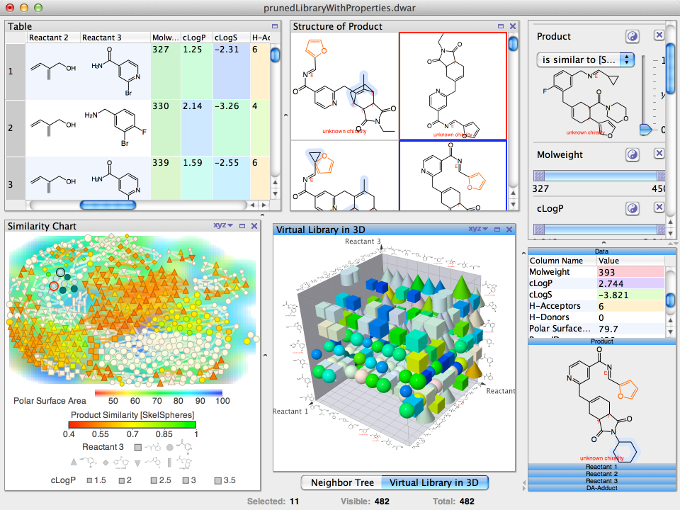 prunedLibraryWithProperties.dwar
Table
Reactant 2 Reactant 3 Molw... cLogP cLogS H-Ac
1 OH H₂N O N Br 327 1.25 -2.31 6
2 OH H₂N F Br 330 2.14 -3.26 4
3 OH H₂N O 339 1.59 -2.55 6
Structure of Product
unknown chirality
unknown chirality
Product
is similar to [S...
unknown chirality
Molweight
327 450
cLogP
Similarity Chart
xyz
Polar Surface Area 50 60 70 80 90 100
Product Similarity [SkelSpheres]
0.4 0.55 0.7 0.85 1
Reactant 3
cLogP 1.5 2 2.5 3 3.5
Virtual Library in 3D
xyz
Reactant 3
Reactant 1
Reactant
Neighbor Tree Virtual Library in 3D
Data
Column Name Value
Molweight 393
cLogP 2.744
cLogS -3.821
H-Acceptors 6
H-Donors 0
Polar Surface... 79.7
Product
unknown chirality
Reactant 1
Reactant 2
Reactant 3
DA-Adduct
Selected: 11 Visible: 482 Total: 482